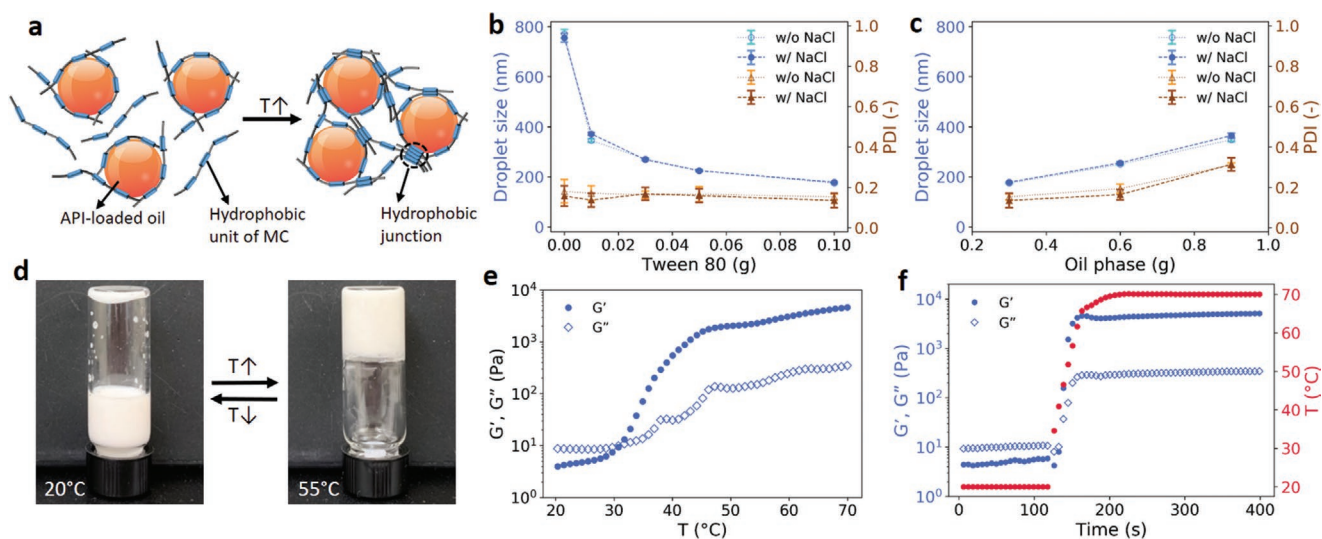 a
T↑
API-loaded oil
Hydrophobic
unit of MC
Hydrophobic
junction
b
800
600
400
200
0
Droplet size (nm)
w/o NaCl
w/ NaCl
w/o NaCl
w/ NaCl
1.0
0.8
0.6
0.4
0.2
0.0
PDI (-)
0.00 0.02 0.04 0.06 0.08 0.10
Tween 80 (g)
c
800
600
400
200
0
Droplet size (nm)
w/o NaCl
w/ NaCl
w/o NaCl
w/ NaCl
1.0
0.8
0.6
0.4
0.2
0.0
PDI (-)
0.2 0.4 0.6 0.8 1.0
Oil phase (g)
d
20°C
T↑
T↓
55°C
e
10⁴
10³
10²
10¹
10⁰
G’, G” (Pa)
G’
G”
20 30 40 50 60 70
T (°C)
f
10⁴
10³
10²
10¹
10⁰
G’, G” (Pa)
G’
G”
70
60
50
40
30
20
T (°C)
0 100 200 300 400
Time (s)